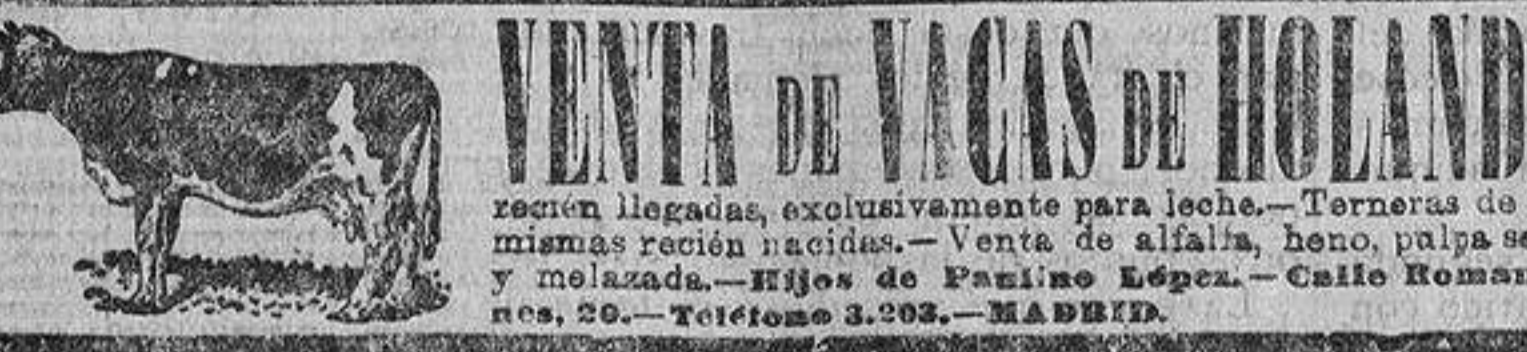 VENTA DE VACAS DE HOLAND
recién llegadas, exclusivamente para leche.—Terneras de
mismas recién nacidas.—Venta de alfalfa, heno, pulpa se
y melazada.—Hijos de Paulino López.—Calle Roman
nes, 20.—Teléfono 3.203.—MADRID.